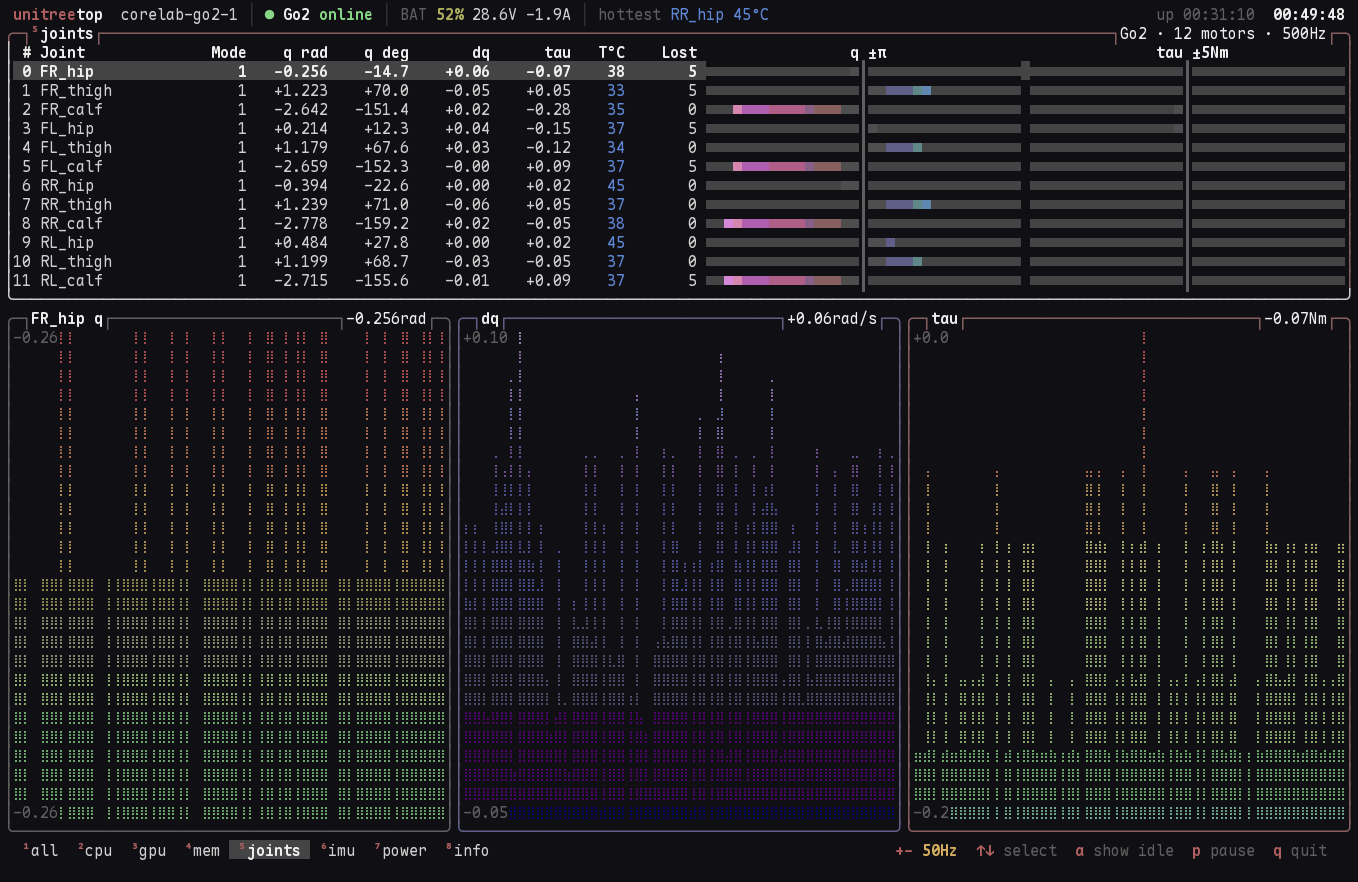 unitreetop corelab-go2-1 │ ● Go2 online │ BAT 52% 28.6V -1.9A │ hottest RR_hip 45°C up 00:31:10 00:49:48
⁵joints Go2 · 12 motors · 500Hz
# Joint Mode q rad q deg dq tau T°C Lost q ±π tau ±5Nm
0 FR_hip 1 -0.256 -14.7 +0.06 -0.07 38 5
1 FR_thigh 1 +1.223 +70.0 -0.05 +0.05 33 5
2 FR_calf 1 -2.642 -151.4 +0.02 -0.28 35 0
3 FL_hip 1 +0.214 +12.3 +0.04 -0.15 37 5
4 FL_thigh 1 +1.179 +67.6 +0.03 -0.12 34 0
5 FL_calf 1 -2.659 -152.3 -0.00 +0.09 37 5
6 RR_hip 1 -0.394 -22.6 +0.00 +0.02 45 0
7 RR_thigh 1 +1.239 +71.0 -0.06 +0.05 37 0
8 RR_calf 1 -2.778 -159.2 +0.02 -0.05 38 0
9 RL_hip 1 +0.484 +27.8 +0.00 +0.02 45 0
10 RL_thigh 1 +1.199 +68.7 -0.03 -0.05 37 0
11 RL_calf 1 -2.715 -155.6 -0.01 +0.09 37 5
FR_hip q -0.256rad dq +0.06rad/s tau -0.07Nm
-0.26 +0.10 +0.0
-0.26 -0.05 -0.2
¹all ²cpu ³gpu ⁴mem ⁵joints ⁶imu ⁷power ⁸info +- 50Hz ↑↓ select a show idle p pause q quit